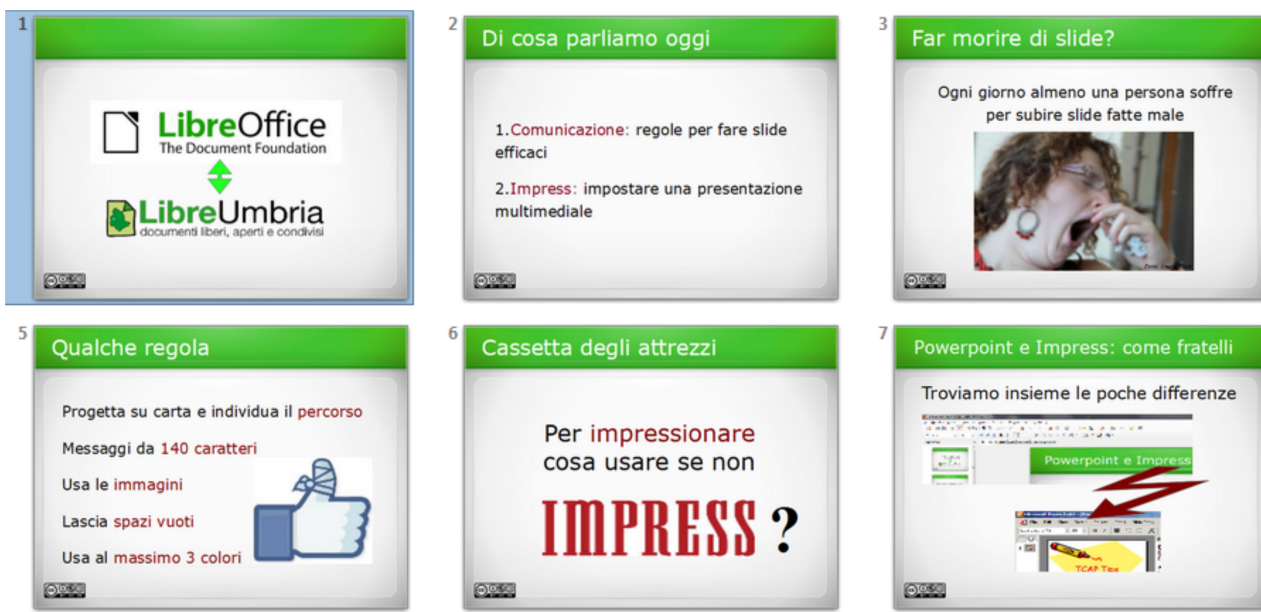 1
LibreOffice
The Document Foundation
LibreUmbria
documenti liberi, aperti e condivisi
2
Di cosa parliamo oggi
1.Comunicazione: regole per fare slide
efficaci
2.Impress: impostare una presentazione
multimediale
3
Far morire di slide?
Ogni giorno almeno una persona soffre
per subire slide fatte male
5
Qualche regola
Progetta su carta e individua il percorso
Messaggi da 140 caratteri
Usa le immagini
Lascia spazi vuoti
Usa al massimo 3 colori
6
Cassetta degli attrezzi
Per impressionare
cosa usare se non
IMPRESS ?
7
Powerpoint e Impress: come fratelli
Troviamo insieme le poche differenze
Powerpoint e Impress
TCAP Tips